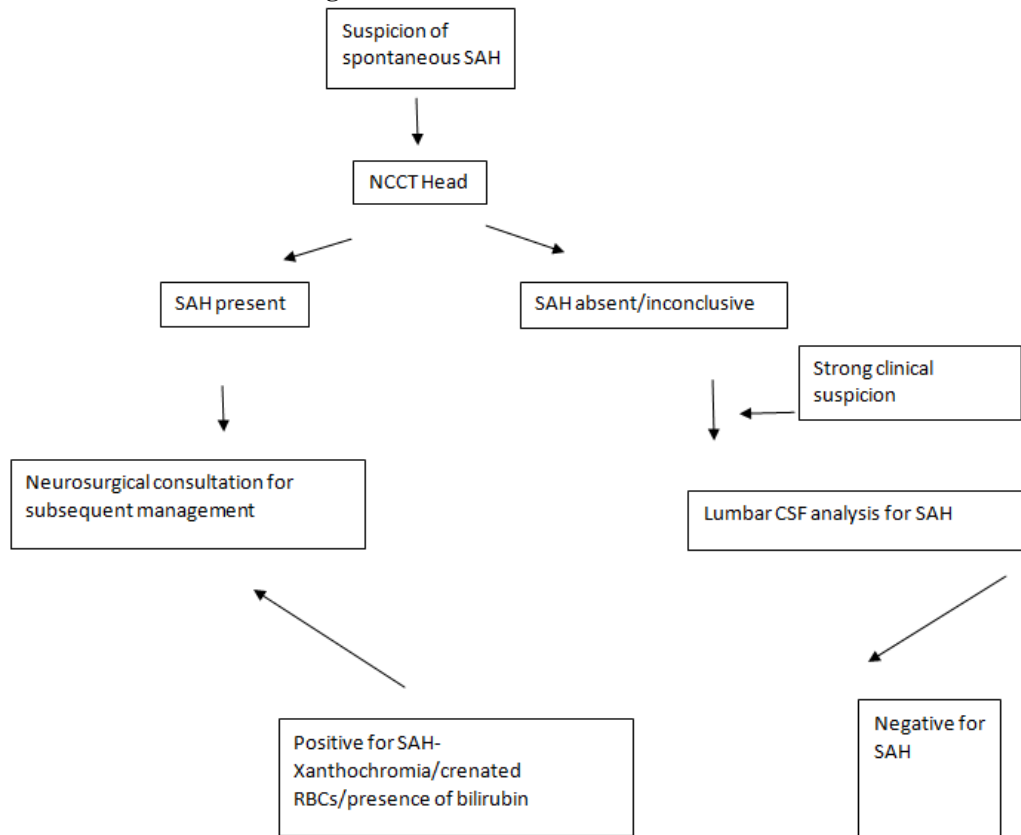 Suspicion of
spontaneous SAH
NCCT Head
SAH present
SAH absent/inconclusive
Strong clinical
suspicion
Neurosurgical consultation for
subsequent management
Lumbar CSF analysis for SAH
Positive for SAH-
Xanthochromia/crenated
RBCs/presence of bilirubin
Negative for
SAH